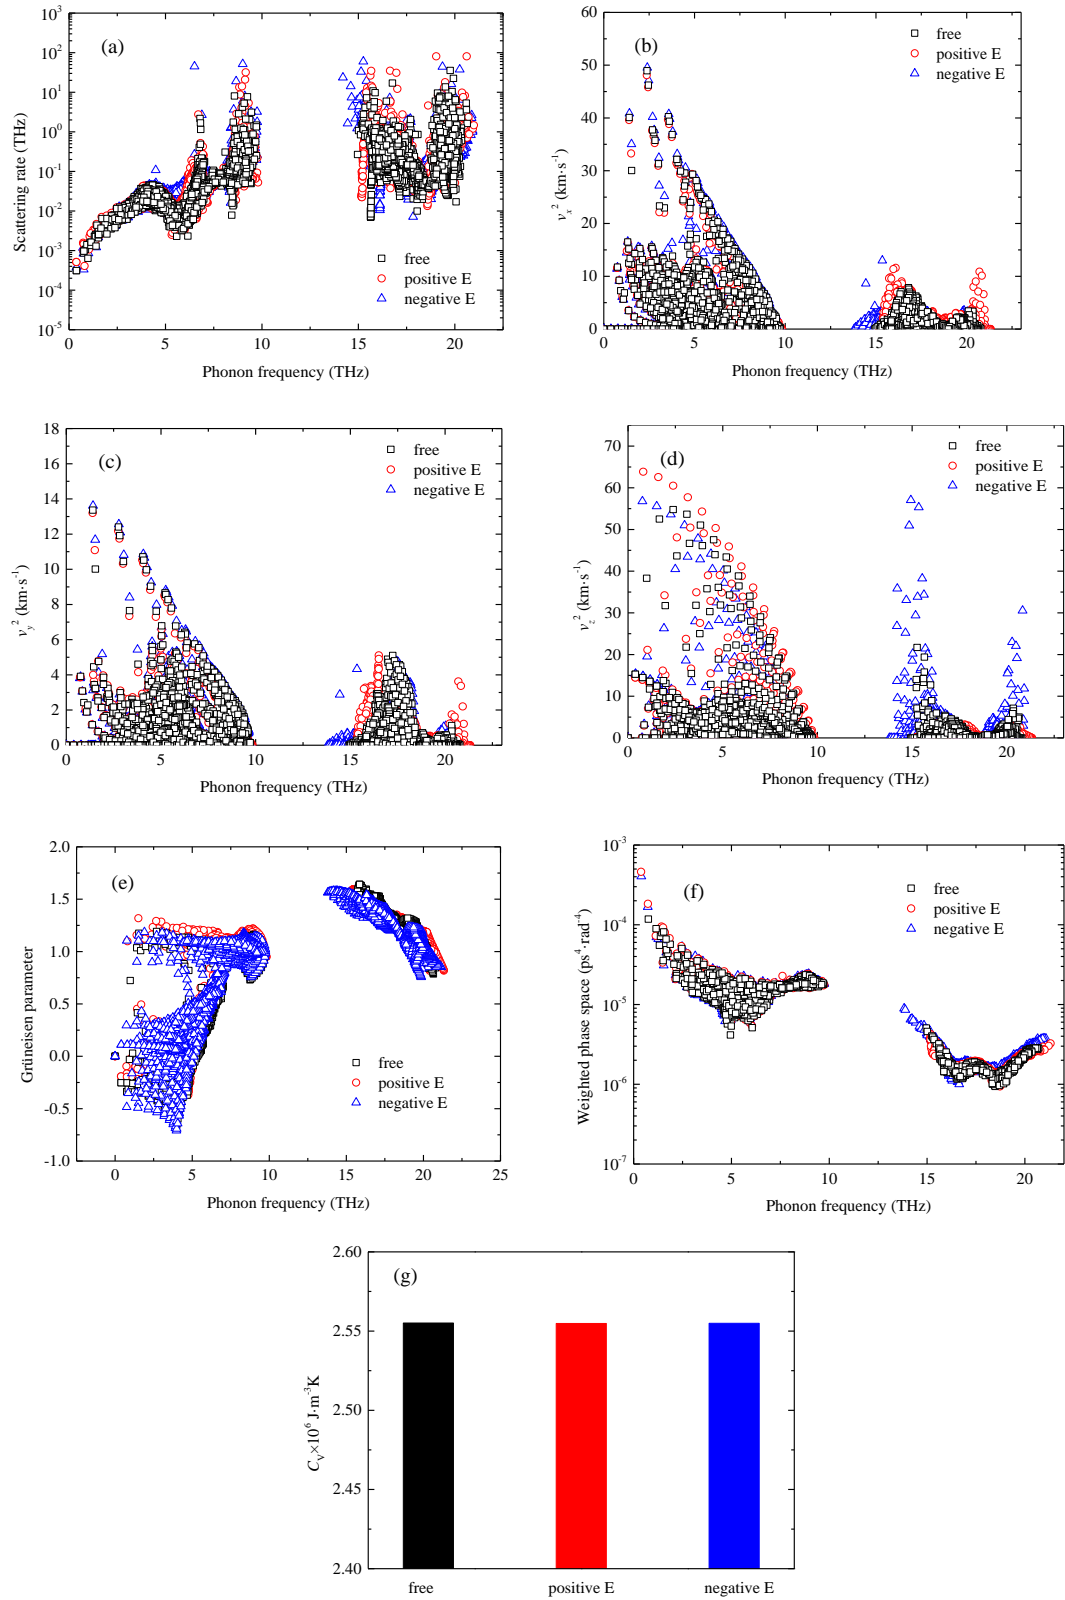 (a)
10³
10²
10¹
10⁰
10⁻¹
10⁻²
10⁻³
10⁻⁴
10⁻⁵
Scattering rate (THz)
free
positive E
negative E
0 5 10 15 20
Phonon frequency (THz)
(b)
60
50
40
30
20
10
0
vₓ² (km·s⁻¹)
free
positive E
negative E
0 5 10 15 20
Phonon frequency (THz)
(c)
18
16
14
12
10
8
6
4
2
0
v_y² (km·s⁻¹)
free
positive E
negative E
0 5 10 15 20
Phonon frequency (THz)
(d)
70
60
50
40
30
20
10
0
v_z² (km·s⁻¹)
free
positive E
negative E
0 5 10 15 20
Phonon frequency (THz)
(e)
2.0
1.5
1.0
0.5
0.0
-0.5
-1.0
Grüneisen parameter
free
positive E
negative E
0 5 10 15 20 25
Phonon frequency (THz)
(f)
10⁻³
10⁻⁴
10⁻⁵
10⁻⁶
10⁻⁷
Weighted phase space (ps⁴·rad⁻⁴)
free
positive E
negative E
0 5 10 15 20
Phonon frequency (THz)
(g)
2.60
2.55
2.50
2.45
2.40
C_V×10⁶ J·m⁻³K
free positive E negative E